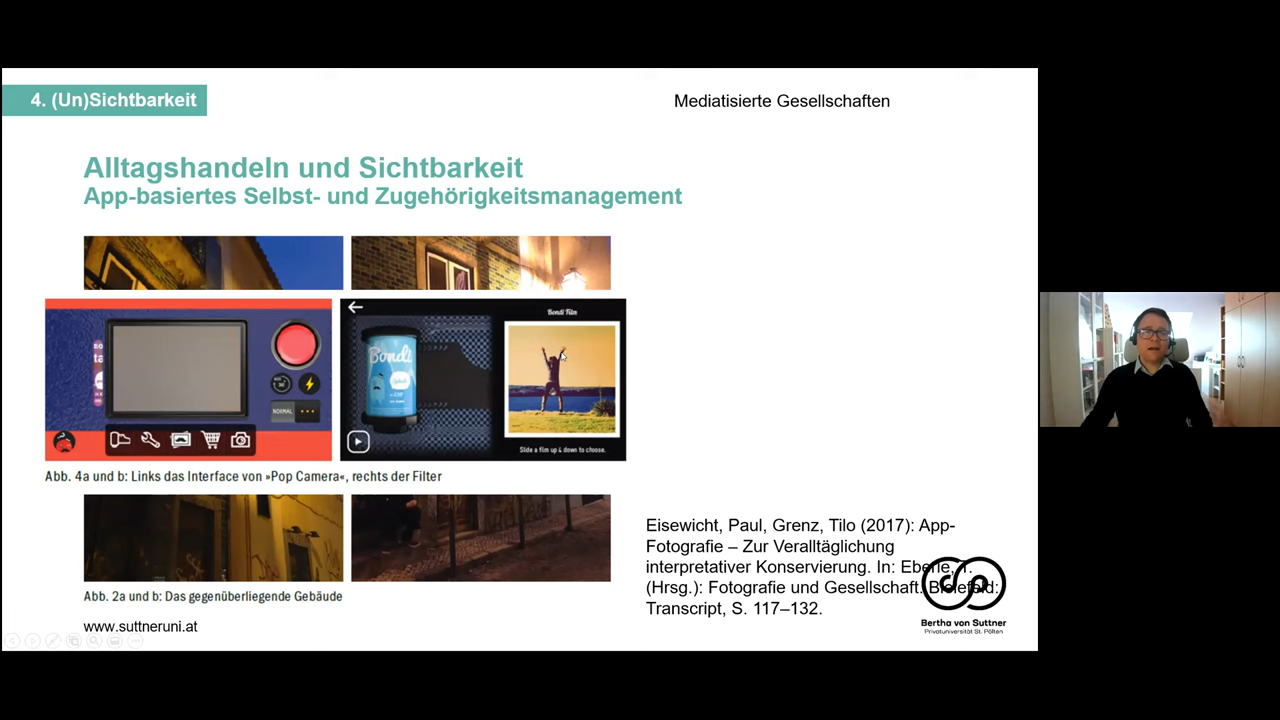 4. (Un)Sichtbarkeit
Mediatisierte Gesellschaften
Alltagshandeln und Sichtbarkeit
App-basiertes Selbst- und Zugehörigkeitsmanagement
Bondi Film
Bondi
NORMAL
Slide a film up & down to choose.
Abb. 4a und b: Links das Interface von »Pop Camera«, rechts der Filter
Eisewicht, Paul, Grenz, Tilo (2017): App-
Fotografie – Zur Veralltäglichung
interpretativer Konservierung. In: Eberle, T.
(Hrsg.): Fotografie und Gesellschaft. Bielefeld:
Transcript, S. 117–132.
Abb. 2a und b: Das gegenüberliegende Gebäude
www.suttneruni.at
Bertha von Suttner
Privatuniversität St. Pölten